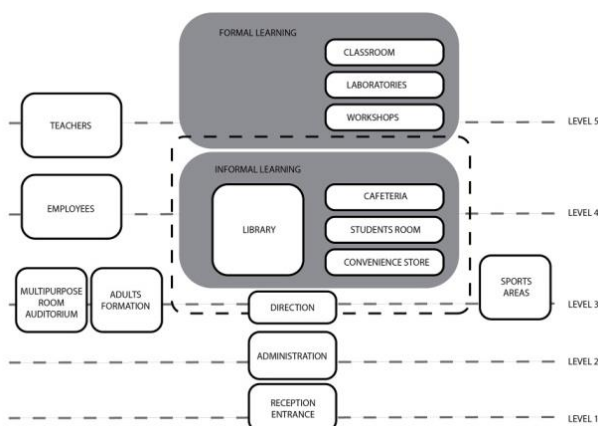 FORMAL LEARNING
CLASSROOM
LABORATORIES
WORKSHOPS
TEACHERS
LEVEL 5
INFORMAL LEARNING
CAFETERIA
EMPLOYEES
LEVEL 4
LIBRARY
STUDENTS ROOM
CONVENIENCE STORE
MULTIPURPOSE
ROOM
AUDITORIUM
ADULTS
FORMATION
SPORTS
AREAS
DIRECTION
LEVEL 3
ADMINISTRATION
LEVEL 2
RECEPTION
ENTRANCE
LEVEL 1